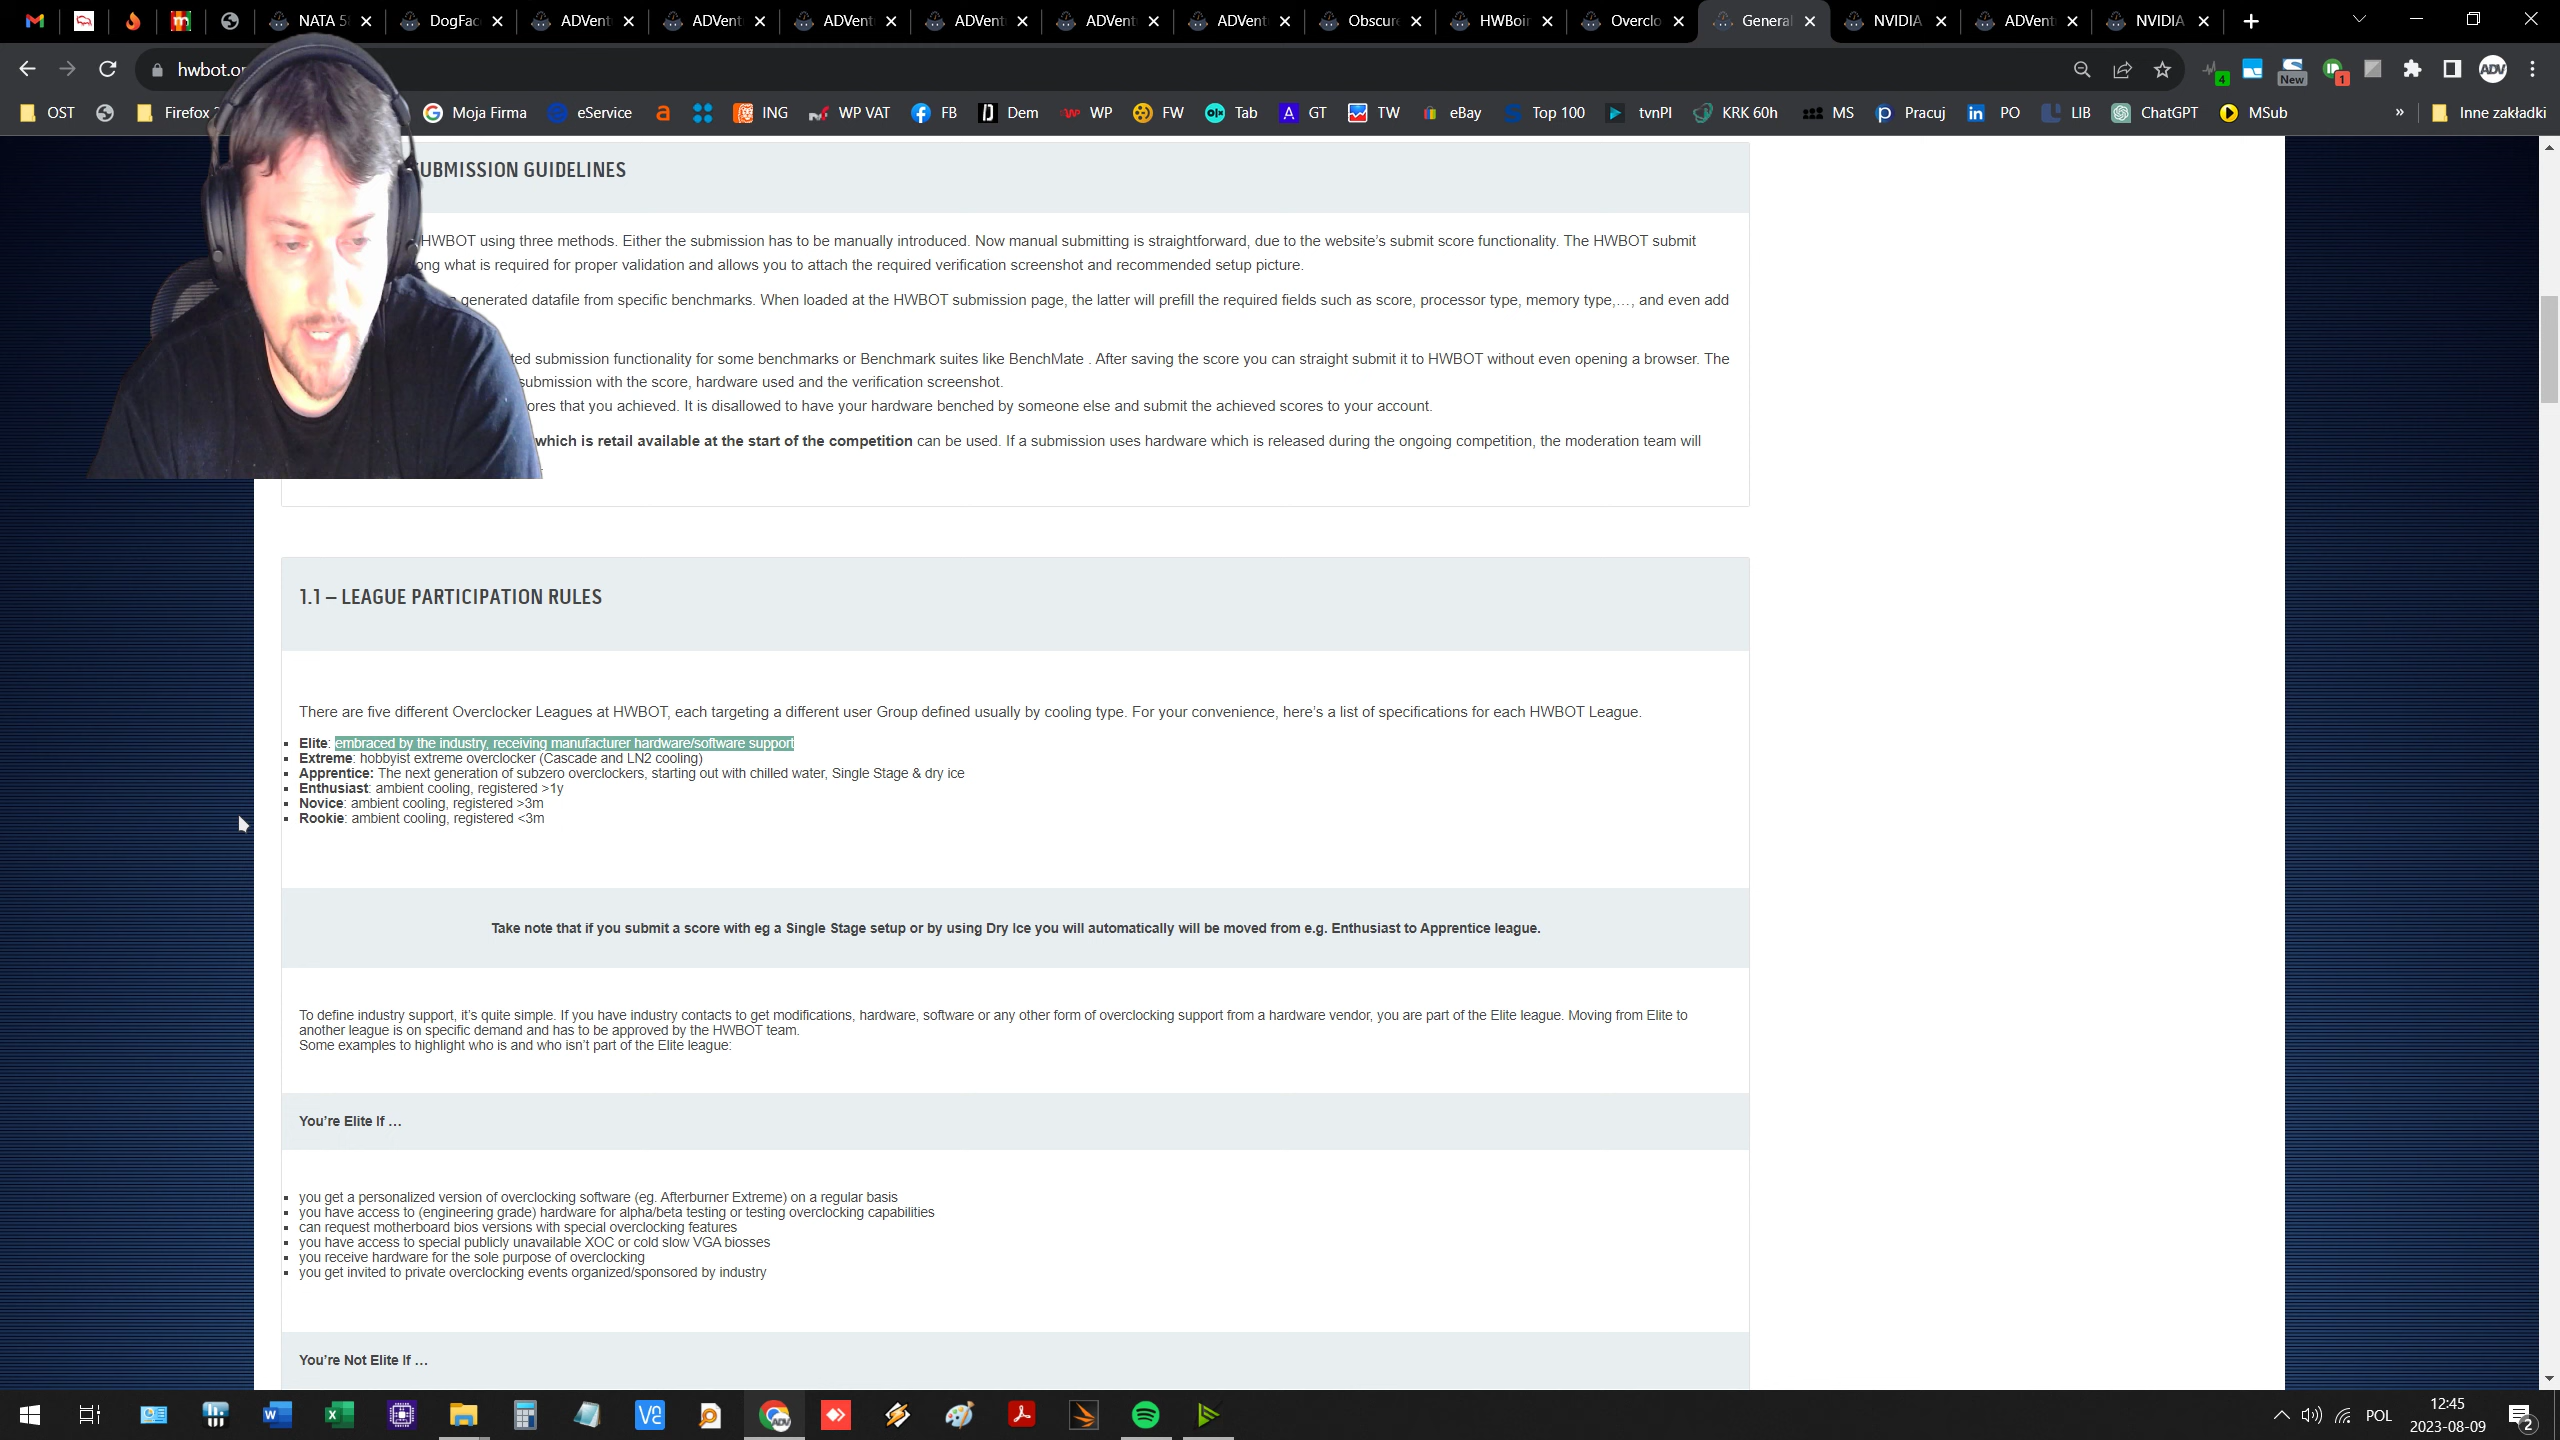 NATA 5
DogFac
ADVent
ADVent
ADVent
ADVent
ADVent
ADVent
Obscure
HWBoin
Overclo
General
NVIDIA
ADVent
NVIDIA
hwbot.or
4
New
1
ADV
OST
Firefox
Moja Firma
eService
ING
WP VAT
FB
Dem
WP
FW
Tab
GT
TW
eBay
Top 100
tvnPI
KRK 60h
MS
Pracuj
PO
LIB
ChatGPT
MSub
»
Inne zakładki
UBMISSION GUIDELINES
HWBOT using three methods. Either the submission has to be manually introduced. Now manual submitting is straightforward, due to the website’s submit score functionality. The HWBOT submit
ong what is required for proper validation and allows you to attach the required verification screenshot and recommended setup picture.
generated datafile from specific benchmarks. When loaded at the HWBOT submission page, the latter will prefill the required fields such as score, processor type, memory type,…, and even add
ted submission functionality for some benchmarks or Benchmark suites like BenchMate . After saving the score you can straight submit it to HWBOT without even opening a browser. The
submission with the score, hardware used and the verification screenshot.
ores that you achieved. It is disallowed to have your hardware benched by someone else and submit the achieved scores to your account.
which is retail available at the start of the competition can be used. If a submission uses hardware which is released during the ongoing competition, the moderation team will
1.1 – LEAGUE PARTICIPATION RULES
There are five different Overclocker Leagues at HWBOT, each targeting a different user Group defined usually by cooling type. For your convenience, here’s a list of specifications for each HWBOT League.
▪ Elite: embraced by the industry, receiving manufacturer hardware/software support
▪ Extreme: hobbyist extreme overclocker (Cascade and LN2 cooling)
▪ Apprentice: The next generation of subzero overclockers, starting out with chilled water, Single Stage & dry ice
▪ Enthusiast: ambient cooling, registered >1y
▪ Novice: ambient cooling, registered >3m
▪ Rookie: ambient cooling, registered <3m
Take note that if you submit a score with eg a Single Stage setup or by using Dry Ice you will automatically will be moved from e.g. Enthusiast to Apprentice league.
To define industry support, it’s quite simple. If you have industry contacts to get modifications, hardware, software or any other form of overclocking support from a hardware vendor, you are part of the Elite league. Moving from Elite to
another league is on specific demand and has to be approved by the HWBOT team.
Some examples to highlight who is and who isn’t part of the Elite league:
You’re Elite If …
▪ you get a personalized version of overclocking software (eg. Afterburner Extreme) on a regular basis
▪ you have access to (engineering grade) hardware for alpha/beta testing or testing overclocking capabilities
▪ can request motherboard bios versions with special overclocking features
▪ you have access to special publicly unavailable XOC or cold slow VGA biosses
▪ you receive hardware for the sole purpose of overclocking
▪ you get invited to private overclocking events organized/sponsored by industry
You’re Not Elite If …
POL
12:45
2023-08-09
2